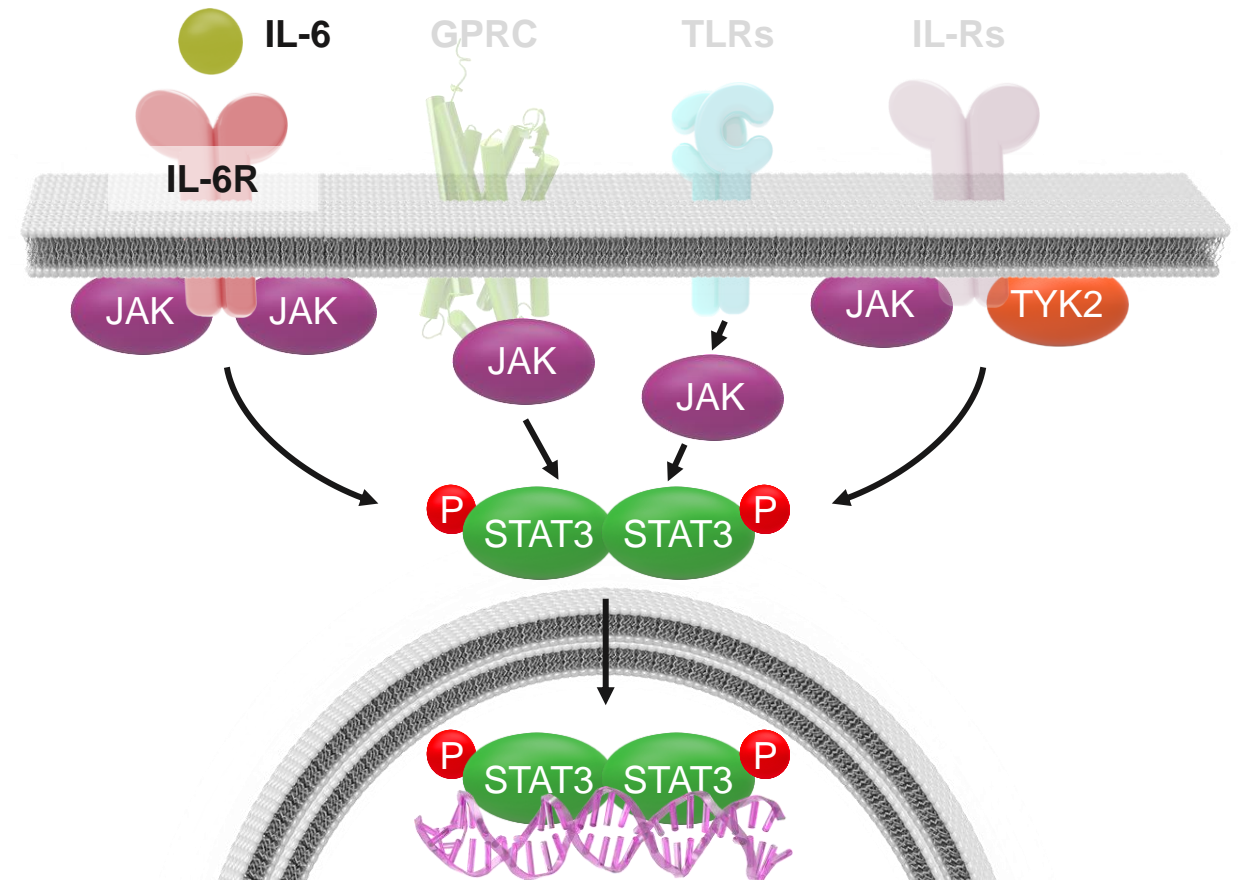 IL-6
GPRC
TLRs
IL-Rs
IL-6R
JAK
JAK
JAK
TYK2
JAK
JAK
P
STAT3
STAT3
P
P
STAT3
STAT3
P